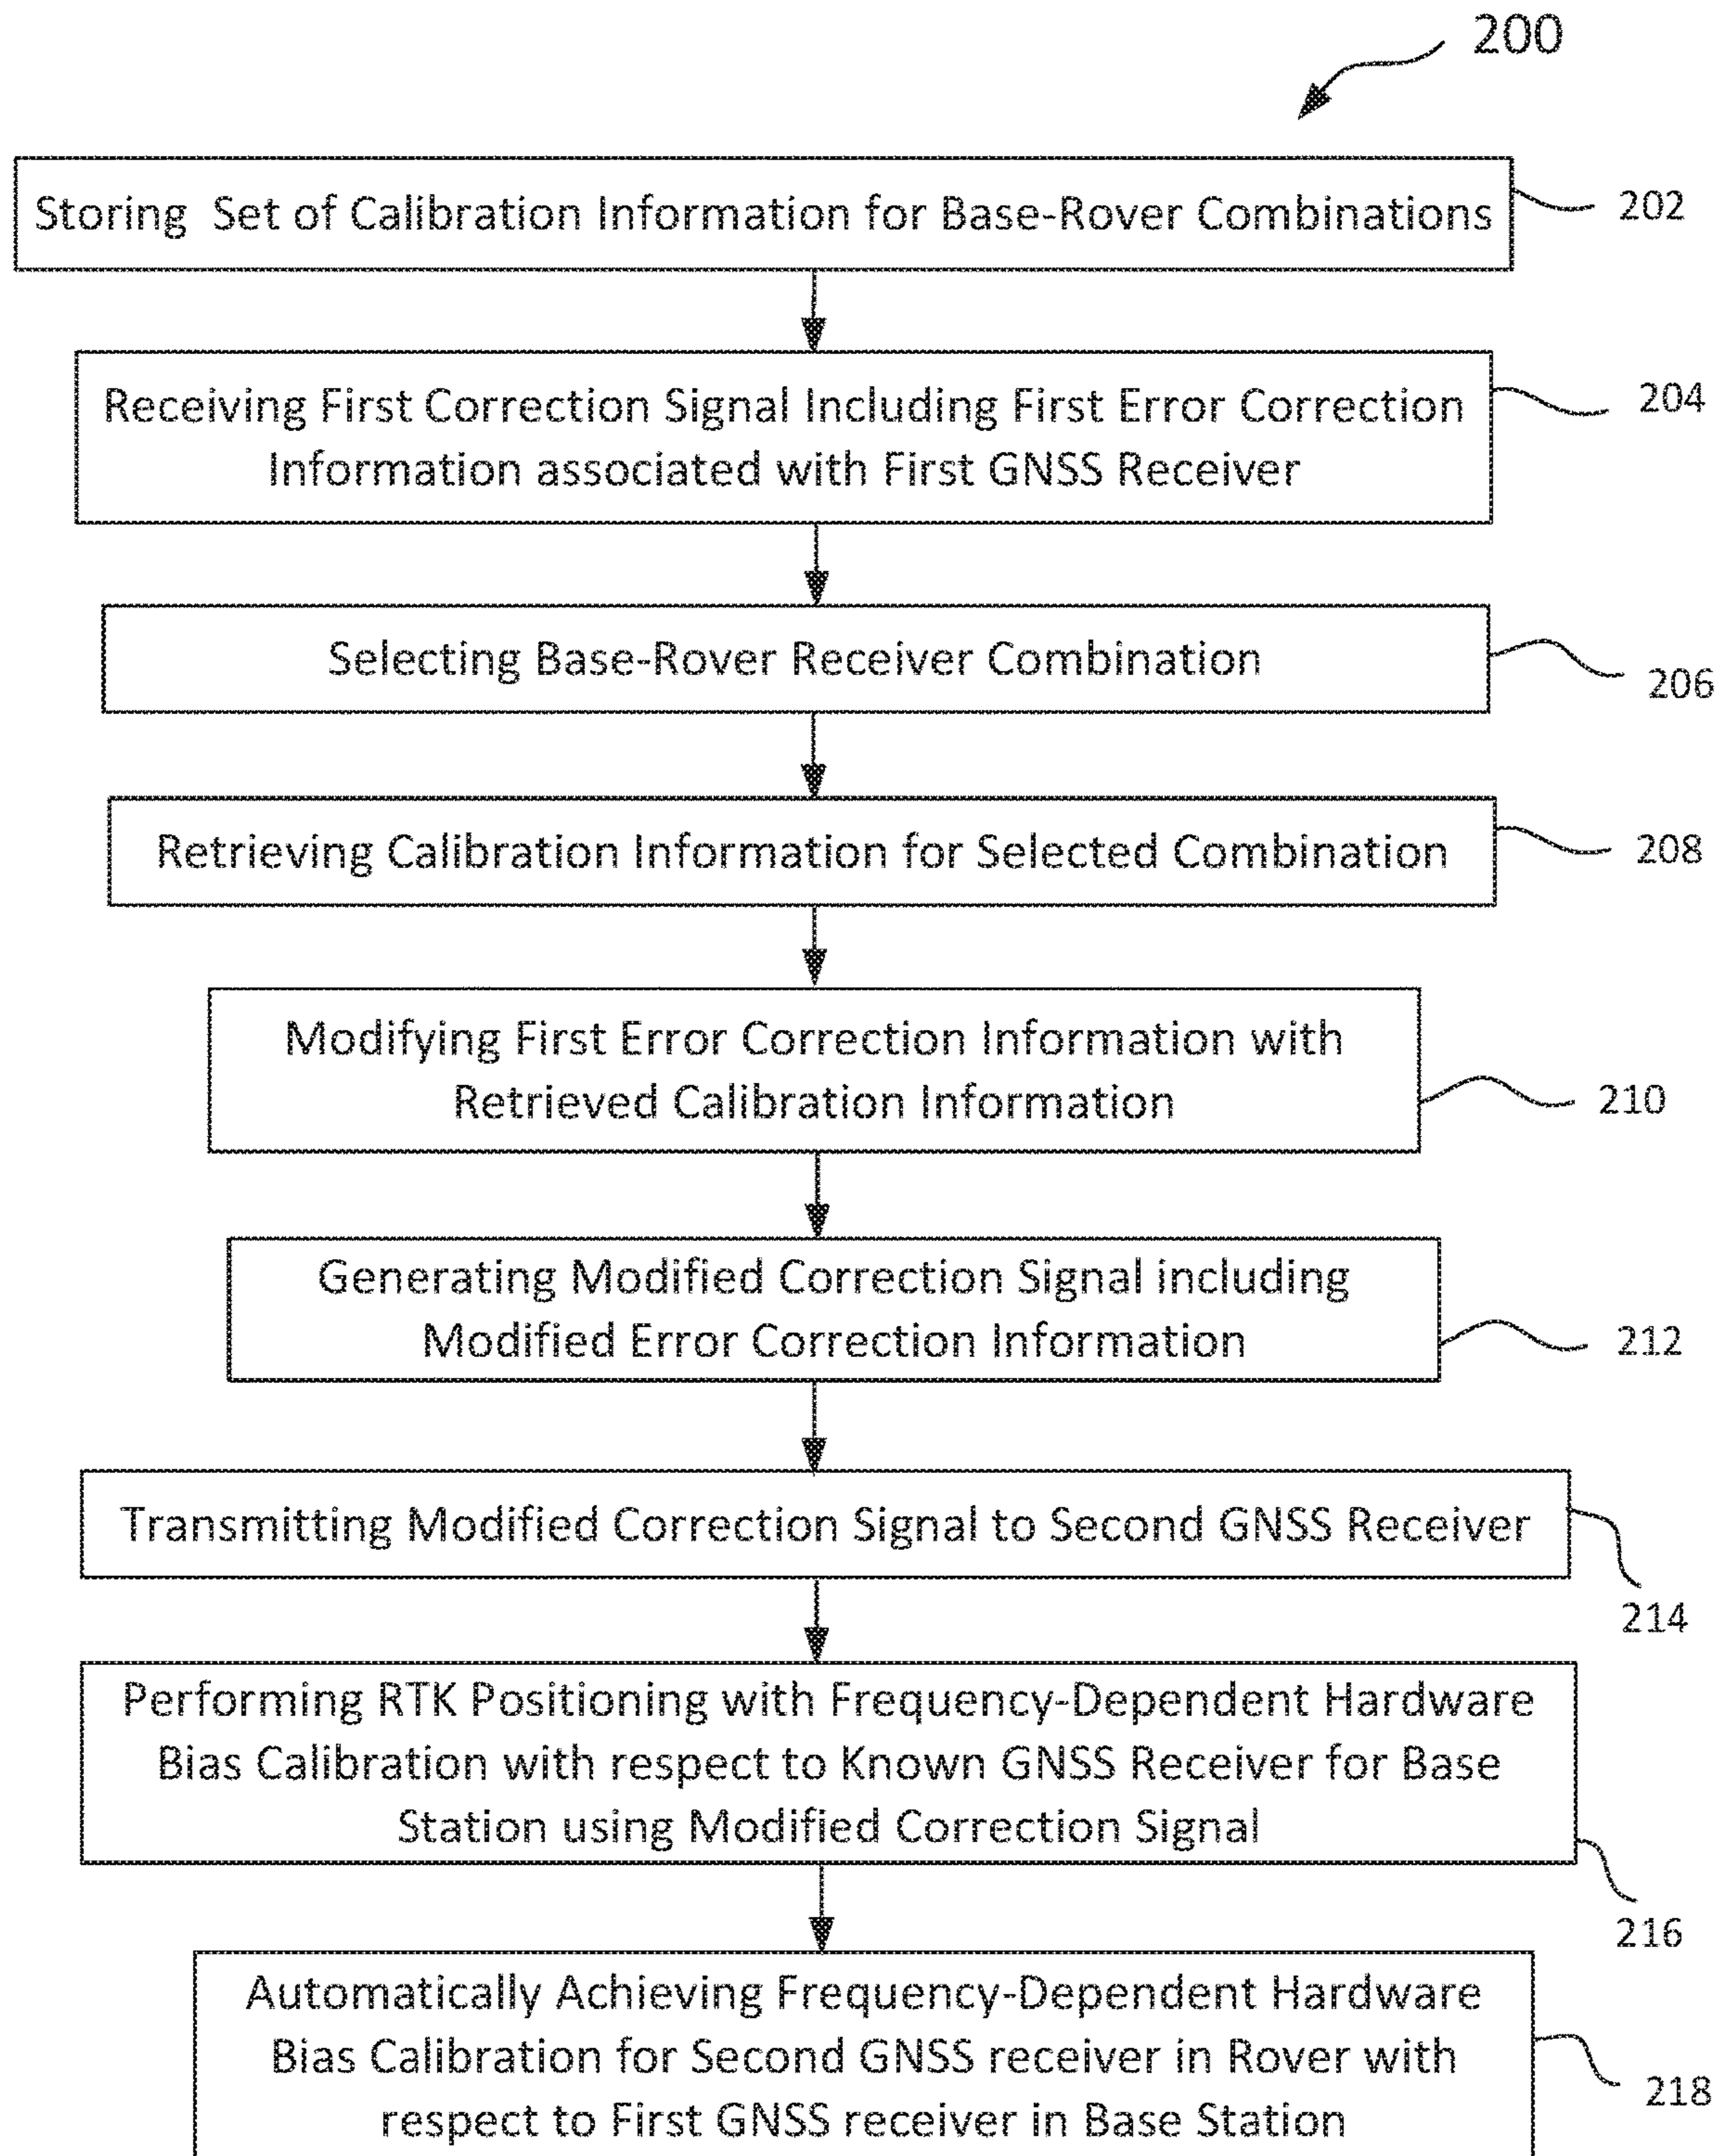 200
Storing Set of Calibration Information for Base-Rover Combinations
202
Receiving First Correction Signal Including First Error Correction
Information associated with First GNSS Receiver
204
Selecting Base-Rover Receiver Combination
206
Retrieving Calibration Information for Selected Combination
208
Modifying First Error Correction Information with
Retrieved Calibration Information
210
Generating Modified Correction Signal including
Modified Error Correction Information
212
Transmitting Modified Correction Signal to Second GNSS Receiver
214
Performing RTK Positioning with Frequency-Dependent Hardware
Bias Calibration with respect to Known GNSS Receiver for Base
Station using Modified Correction Signal
216
Automatically Achieving Frequency-Dependent Hardware
Bias Calibration for Second GNSS receiver in Rover with
respect to First GNSS receiver in Base Station
218